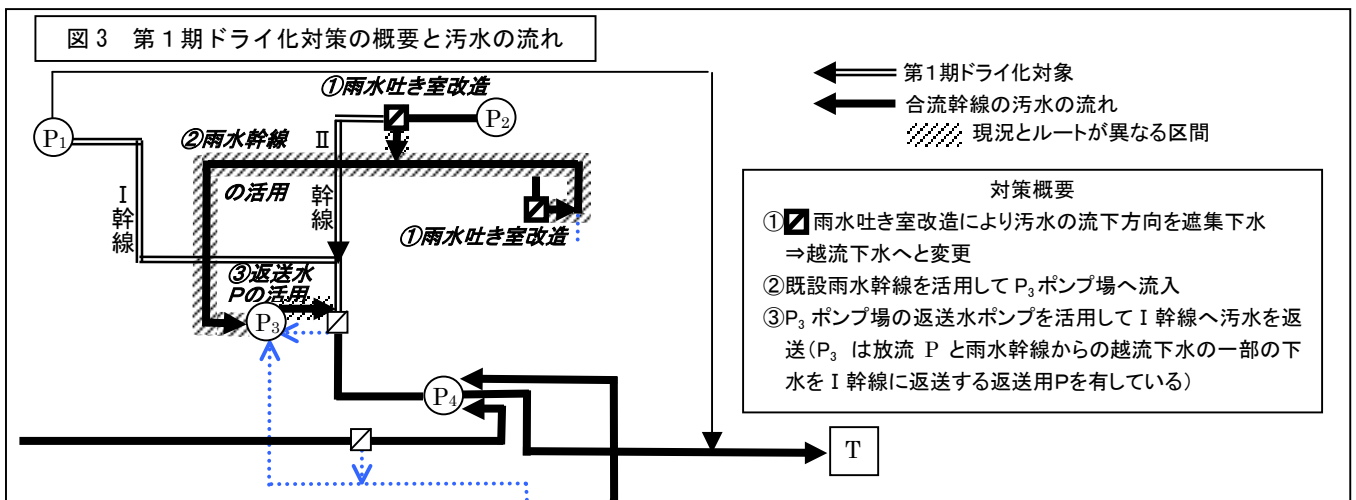 図3 第1期ドライ化対策の概要と汚水の流れ
第1期ドライ化対象
合流幹線の汚水の流れ
現況とルートが異なる区間
①雨水吐き室改造
P₁
P₂
②雨水幹線
の活用
Ⅱ幹線
Ⅰ幹線
①雨水吐き室改造
③返送水
Pの活用
P₃
P₄
T
対策概要
①雨水吐き室改造により汚水の流下方向を遮集下水
⇒越流下水へと変更
②既設雨水幹線を活用してP₃ポンプ場へ流入
③P₃ポンプ場の返送水ポンプを活用してⅠ幹線へ汚水を返
送(P₃ は放流 P と雨水幹線からの越流下水の一部の下
水をⅠ幹線に返送する返送用Pを有している)